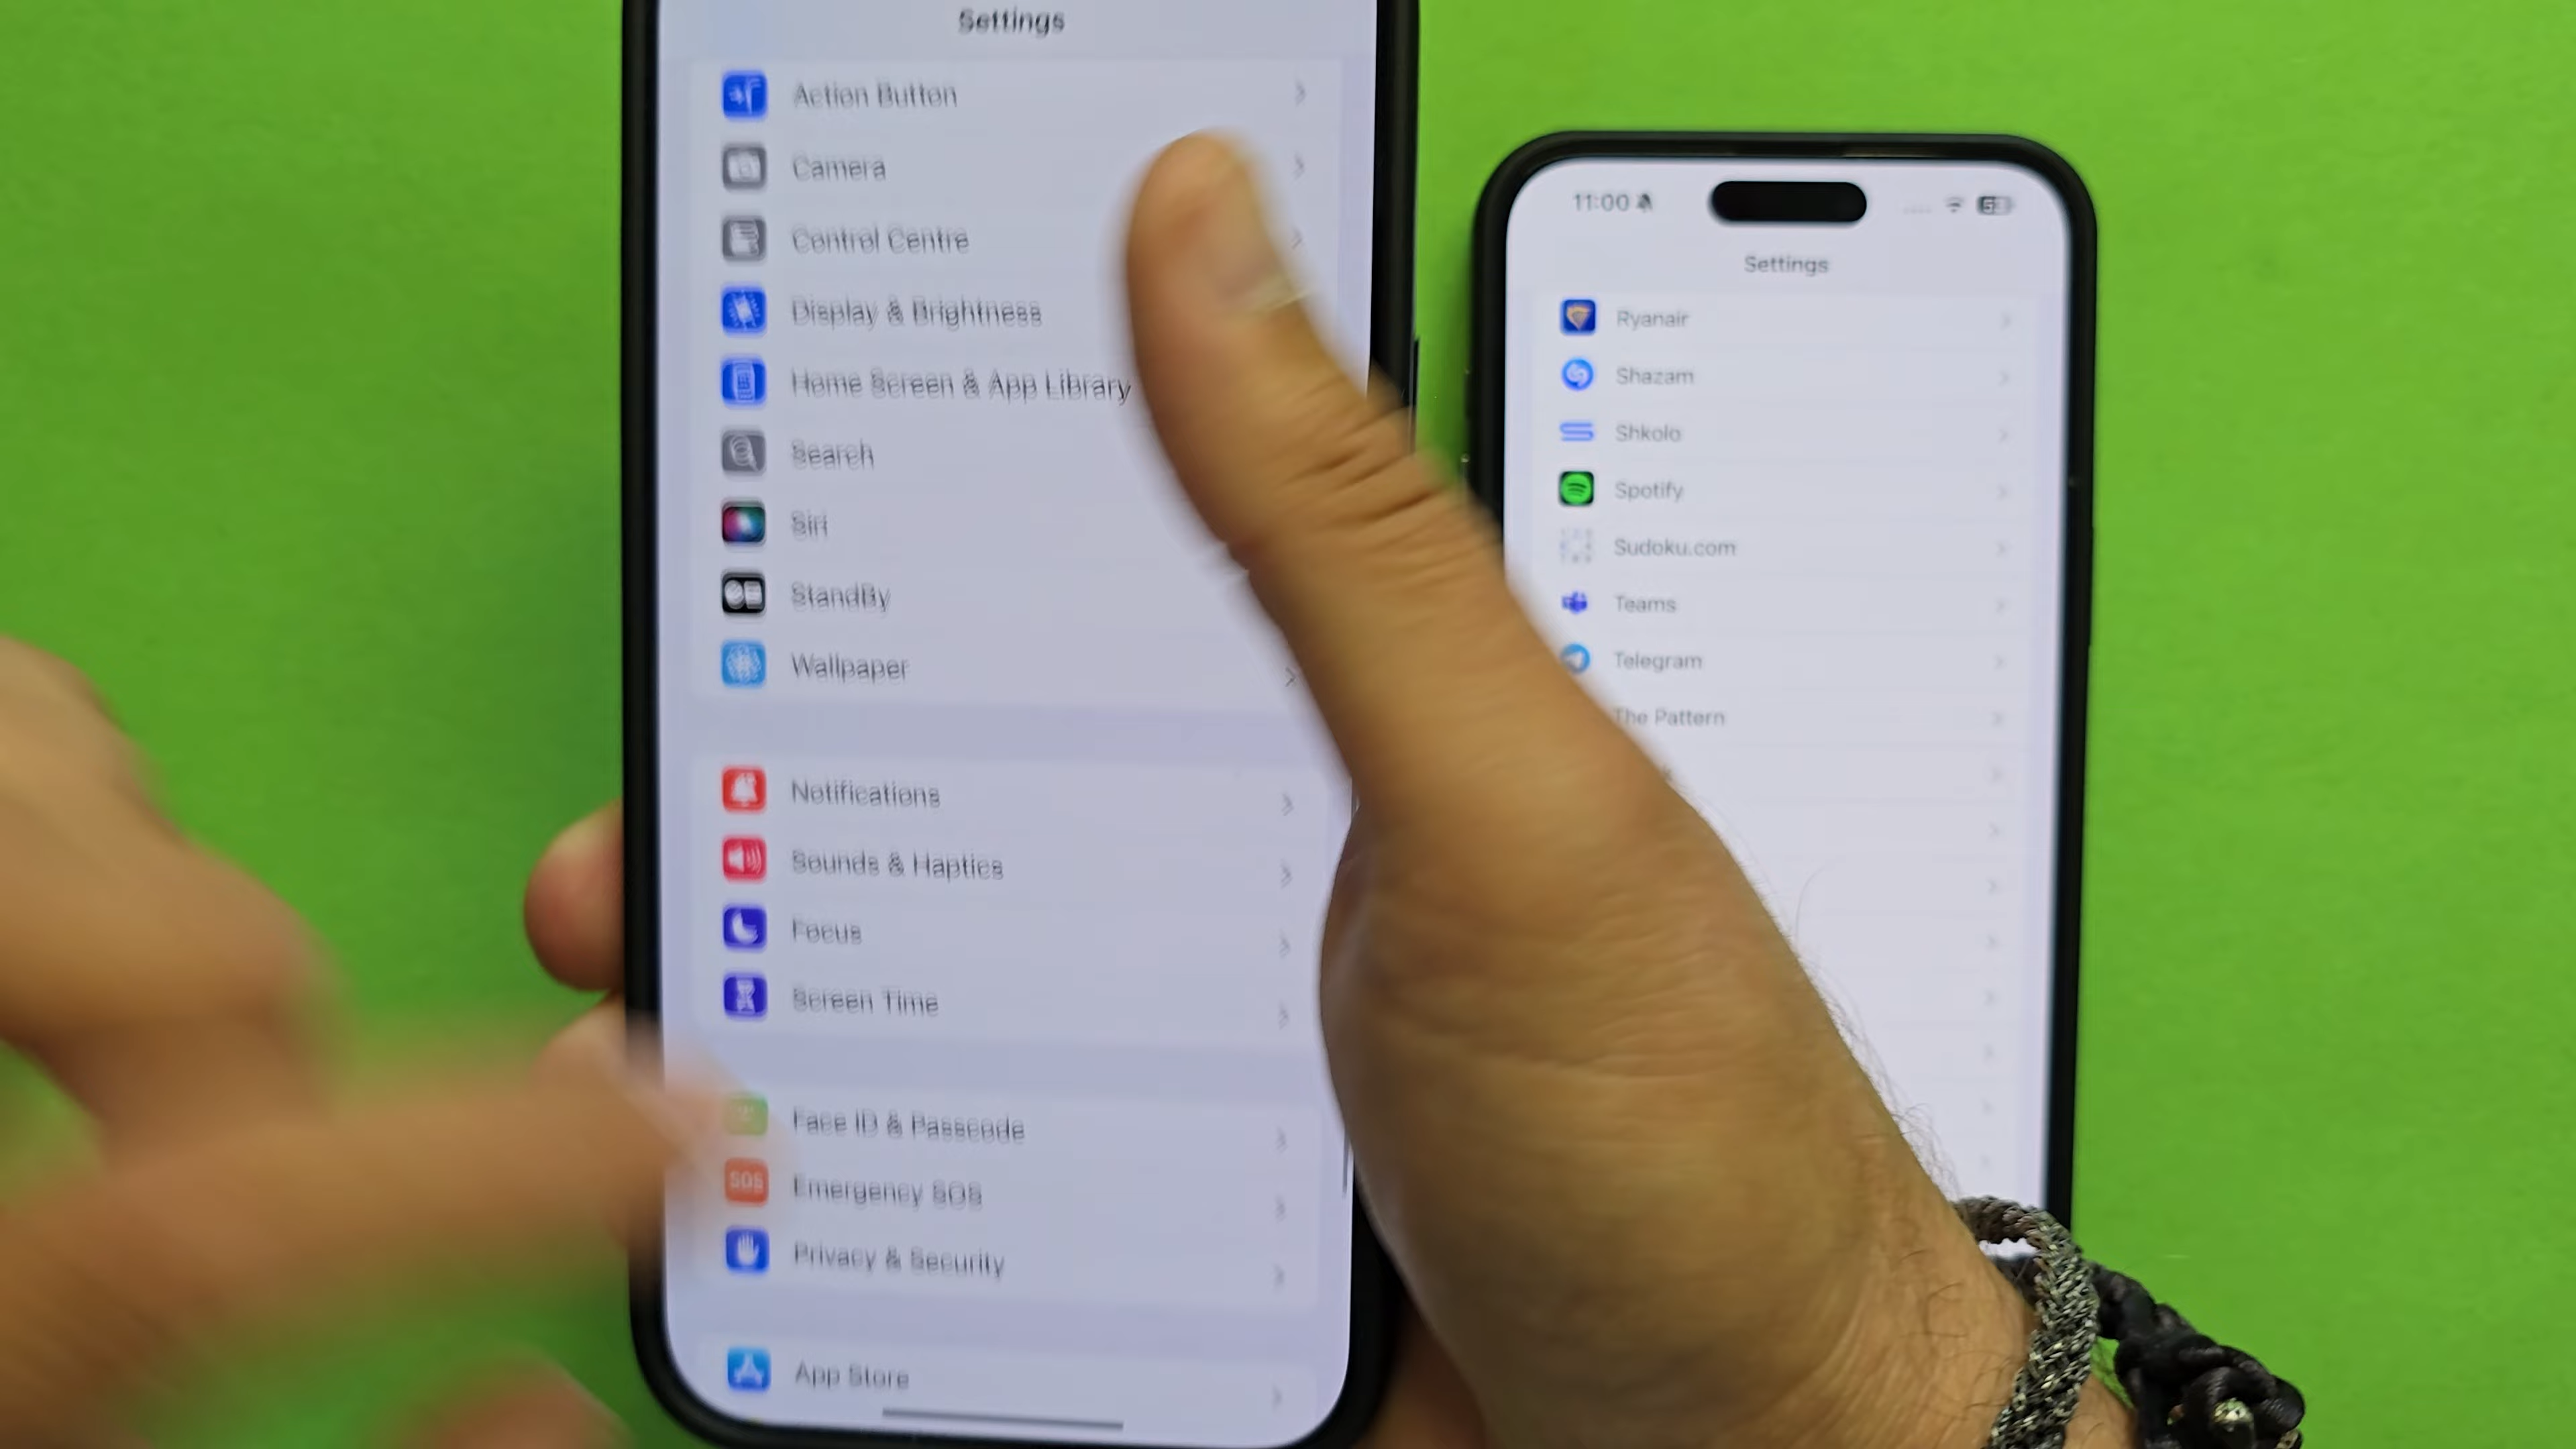 Settings
Action Button
Camera
Control Centre
Display & Brightness
Home Screen & App Library
Search
Siri
StandBy
Wallpaper
Notifications
Sounds & Haptics
Focus
Screen Time
Face ID & Passcode
SOS Emergency SOS
Privacy & Security
App Store
11:00
Settings
Ryanair
Shazam
Shkolo
Spotify
Sudoku.com
Teams
Telegram
The Pattern